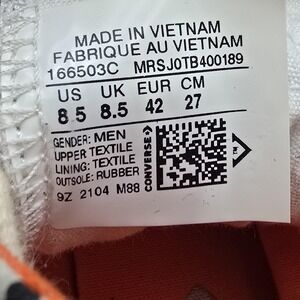 MADE IN VIETNAM
FABRIQUE AU VIETNAM
166503C MRSJ0TB400189
US UK EUR CM
8.5 8.5 42 27
GENDER: MEN
UPPER TEXTILE
LINING: TEXTILE
OUTSOLE: RUBBER
9Z 2104 M88
CONVERSE